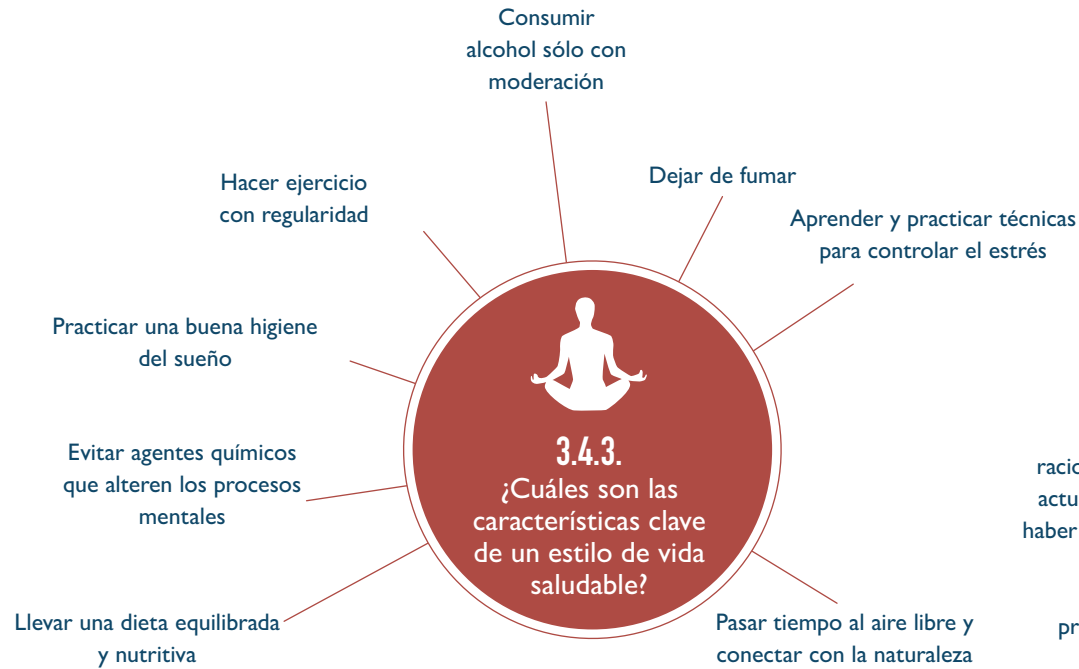 Consumir
alcohol sólo con
moderación
Dejar de fumar
Hacer ejercicio
con regularidad
Aprender y practicar técnicas
para controlar el estrés
Practicar una buena higiene
del sueño
3.4.3.
¿Cuáles son las
características clave
de un estilo de vida
saludable?
Evitar agentes químicos
que alteren los procesos
mentales
actu
haber
Llevar una dieta equilibrada
y nutritiva
Pasar tiempo al aire libre y
conectar con la naturaleza